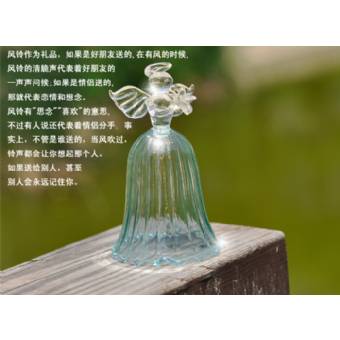 风铃作为礼品，如果是好朋友送的，在有风的时候，
风铃的清脆声代表着好朋友的
一声声问候；如果是情侣送的，
那就代表恋情和想念。
风铃有"思念""喜欢"的意思，
不过有人说还代表着情侣分手，事
实上，不管是谁送的，当风吹过，
铃声都会让你想起那个人。
如果送给别人，甚至
别人会永远记住你。